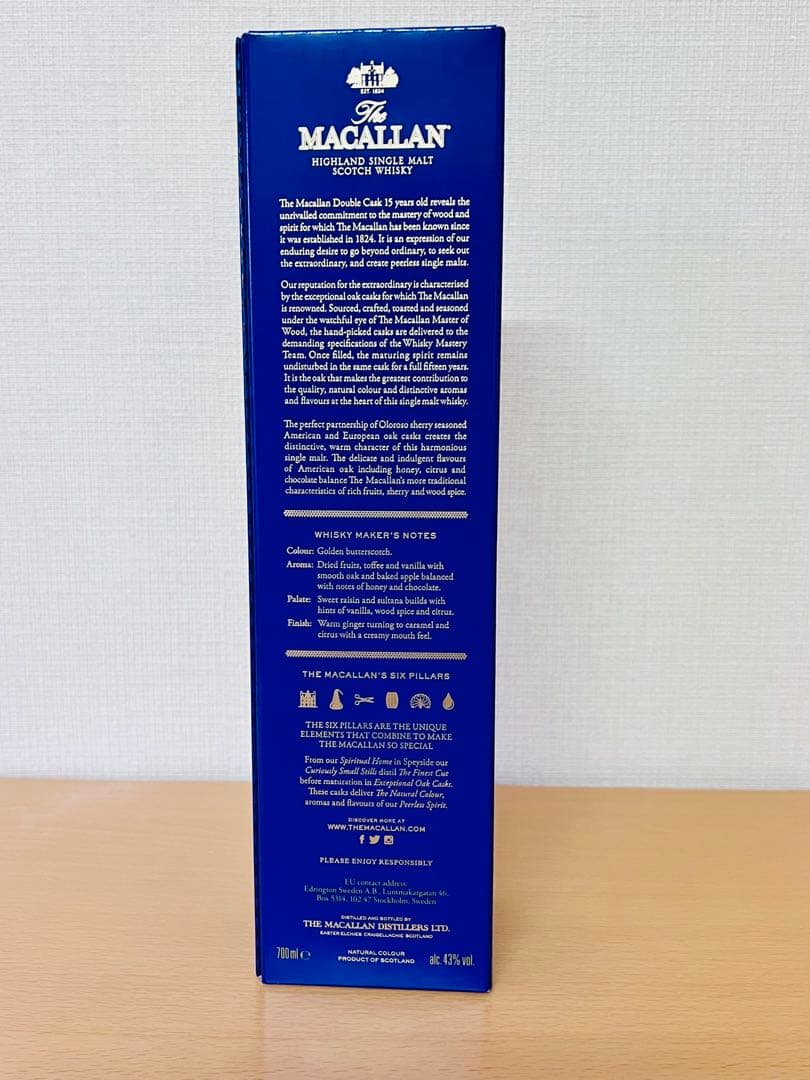 EST. 1824
The
MACALLAN
HIGHLAND SINGLE MALT
SCOTCH WHISKY
The Macallan Double Cask 15 years old reveals the
unrivalled commitment to the mastery of wood and
spirit for which The Macallan has been known since
it was established in 1824. It is an expression of our
enduring desire to go beyond ordinary, to seek out
the extraordinary, and create peerless single malts.
Our reputation for the extraordinary is characterised
by the exceptional oak casks for which The Macallan
is renowned. Sourced, crafted, toasted and seasoned
under the watchful eye of The Macallan Master of
Wood, the hand-picked casks are delivered to the
demanding specifications of the Whisky Mastery
Team. Once filled, the maturing spirit remains
undisturbed in the same cask for a full fifteen years.
It is the oak that makes the greatest contribution to
the quality, natural colour and distinctive aromas
and flavours at the heart of this single malt whisky.
The perfect partnership of Oloroso sherry seasoned
American and European oak casks creates the
distinctive, warm character of this harmonious
single malt. The delicate and indulgent flavours
of American oak including honey, citrus and
chocolate balance The Macallan's more traditional
characteristics of rich fruits, sherry and wood spice.
WHISKY MAKER'S NOTES
Colour: Golden butterscotch.
Aroma: Dried fruits, toffee and vanilla with
smooth oak and baked apple balanced
with notes of honey and chocolate.
Palate: Sweet raisin and sultana builds with
hints of vanilla, wood spice and citrus.
Finish: Warm ginger turning to caramel and
citrus with a creamy mouth feel.
THE MACALLAN'S SIX PILLARS
THE SIX PILLARS ARE THE UNIQUE
ELEMENTS THAT COMBINE TO MAKE
THE MACALLAN SO SPECIAL
From our Spiritual Home in Speyside our
Curiously Small Stills distil The Finest Cut
before maturation in Exceptional Oak Casks.
These casks deliver The Natural Colour,
aromas and flavours of our Peerless Spirit.
DISCOVER MORE AT
WWW.THEMACALLAN.COM
PLEASE ENJOY RESPONSIBLY
EU contact address:
Edrington Sweden A.B., Luntmakargatan 46,
Box 5314, 102 47 Stockholm, Sweden
DISTILLED AND BOTTLED BY
THE MACALLAN DISTILLERS LTD.
EASTER ELCHIES CRAIGELLACHIE SCOTLAND
700ml e
NATURAL COLOUR
PRODUCT OF SCOTLAND
alc. 43% vol.